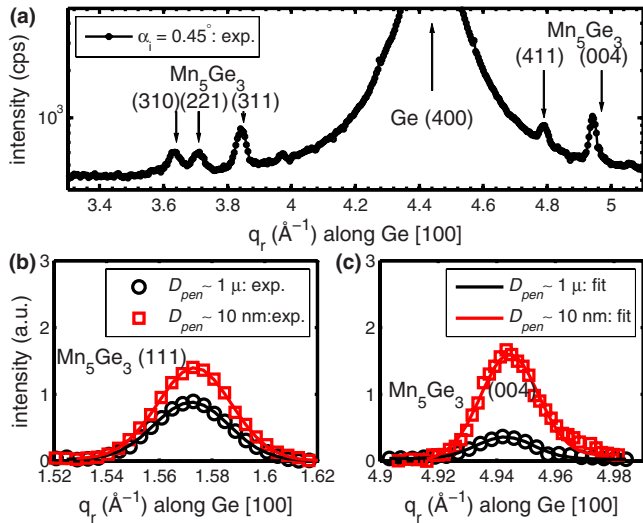 (a)
αi = 0.45°: exp.
Mn5Ge3
(310)(221) (311)
Mn5Ge3
(411) (004)
Ge (400)
intensity (cps)
10^3
3.4 3.6 3.8 4 4.2 4.4 4.6 4.8 5
qr (Å−1) along Ge [100]
(b)
Dpen~ 1 μ: exp.
Dpen~ 10 nm:exp.
Mn5Ge3 (111)
intensity (a.u.)
3
2
1
0
1.52 1.54 1.56 1.58 1.6 1.62
qr (Å−1) along Ge [100]
(c)
Dpen~ 1 μ: fit
Dpen~ 10 nm: fit
Mn5Ge3 (004)
3
2
1
0
4.9 4.92 4.94 4.96 4.98
qr (Å−1) along Ge [100]